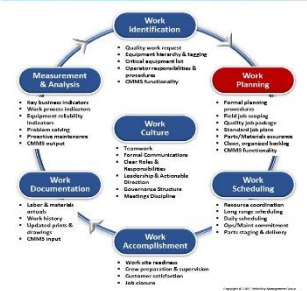 Work
Identification
• Quality work request
• Equipment hierarchy & tagging
• Critical equipment list
• Operator responsibilities &
procedures
• CMMS functionality
Work
Planning
• Formal planning
procedures
• Field job scoping
• Quality job package
• Standard job plans
• Parts/Materials assurance
• Clean, organized backlog
• CMMS functionality
Work
Scheduling
• Resource coordination
• Long range scheduling
• Daily scheduling
• Ops/Maint commitment
• Parts staging & delivery
Work
Accomplishment
• Work site readiness
• Crew preparation & supervision
• Customer satisfaction
• Job closure
Work
Documentation
• Labor & materials
actuals
• Work history
• Updated prints &
drawings
• CMMS input
Measurement
& Analysis
• Key business indicators
• Work process indicators
• Equipment reliability
indicators
• Problem solving
• Proactive maintenance
• CMMS output
Work
Culture
• Teamwork
• Formal Communications
• Clear Roles &
Responsibilities
• Leadership & Actionable
Direction
• Governance Structure
• Meetings Discipline
Management Group